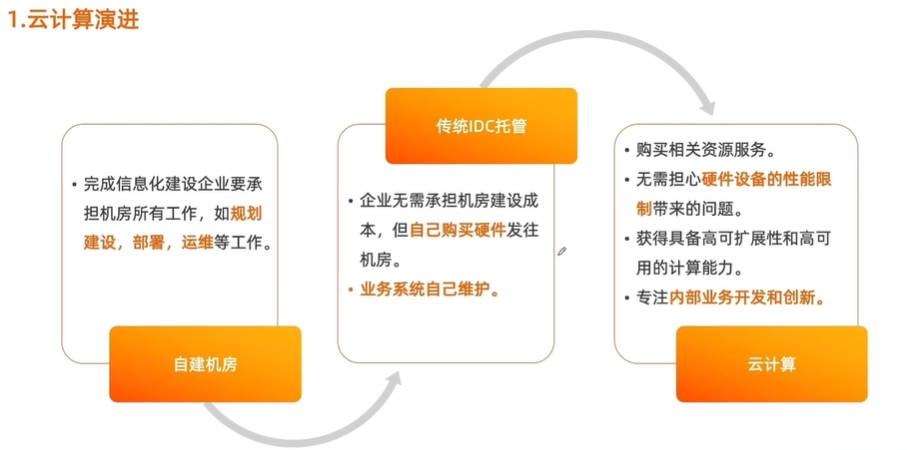 1.云计算演进
• 完成信息化建设企业要承
担机房所有工作，如规划
建设，部署，运维等工作。
自建机房
传统IDC托管
• 企业无需承担机房建设成
本，但自己购买硬件发往
机房。
• 业务系统自己维护。
• 购买相关资源服务。
• 无需担心硬件设备的性能限
制带来的问题。
• 获得具备高可扩展性和高可
用的计算能力。
• 专注内部业务开发和创新。
云计算